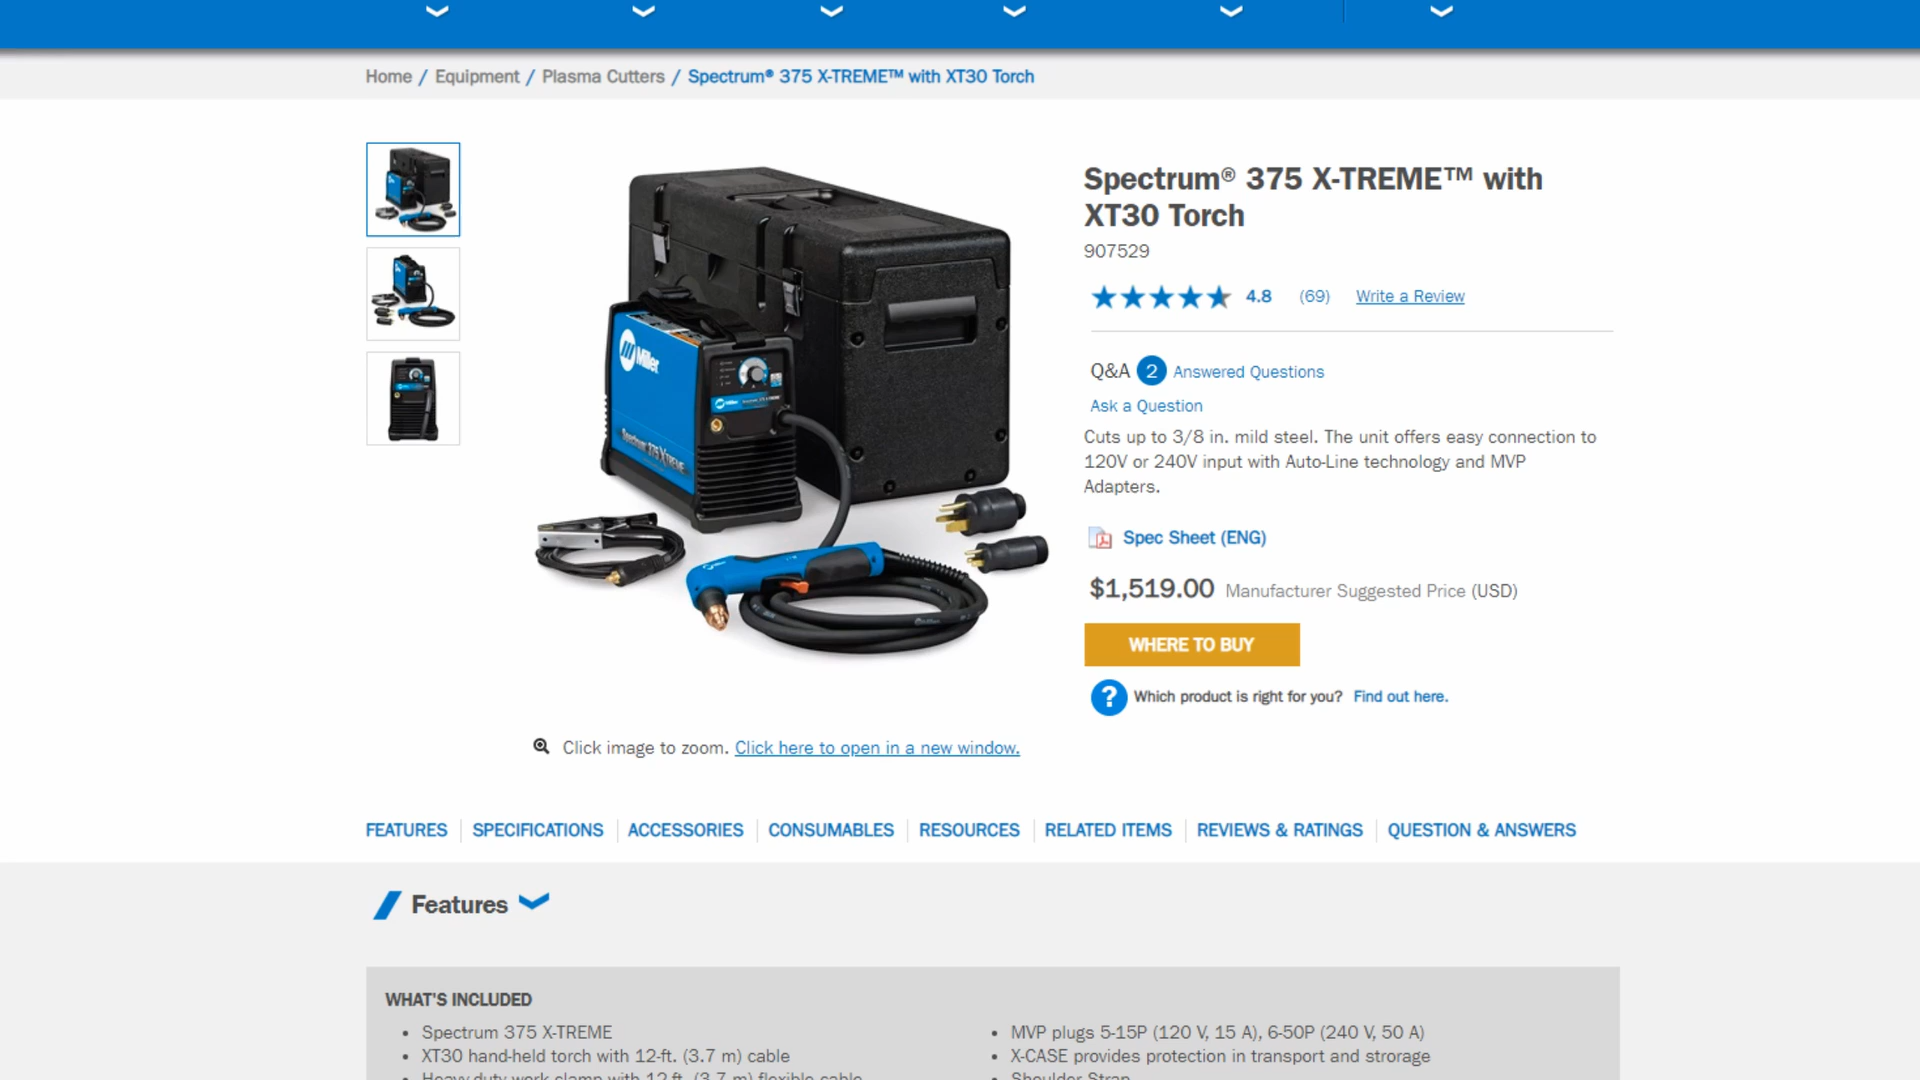 Home / Equipment / Plasma Cutters / Spectrum® 375 X-TREME™ with XT30 Torch
Spectrum® 375 X-TREME™ with
XT30 Torch
907529
4.8 (69) Write a Review
Q&A 2 Answered Questions
Ask a Question
Cuts up to 3/8 in. mild steel. The unit offers easy connection to
120V or 240V input with Auto-Line technology and MVP
Adapters.
Spec Sheet (ENG)
$1,519.00 Manufacturer Suggested Price (USD)
WHERE TO BUY
? Which product is right for you? Find out here.
Miller
Spectrum 375 X-TREME
Click image to zoom. Click here to open in a new window.
FEATURES SPECIFICATIONS ACCESSORIES CONSUMABLES RESOURCES RELATED ITEMS REVIEWS & RATINGS QUESTION & ANSWERS
Features
WHAT'S INCLUDED
• Spectrum 375 X-TREME
• XT30 hand-held torch with 12-ft. (3.7 m) cable
• Heavy-duty work clamp with 12-ft. (3.7 m) flexible cable
• MVP plugs 5-15P (120 V, 15 A), 6-50P (240 V, 50 A)
• X-CASE provides protection in transport and strorage
• Shoulder Strap